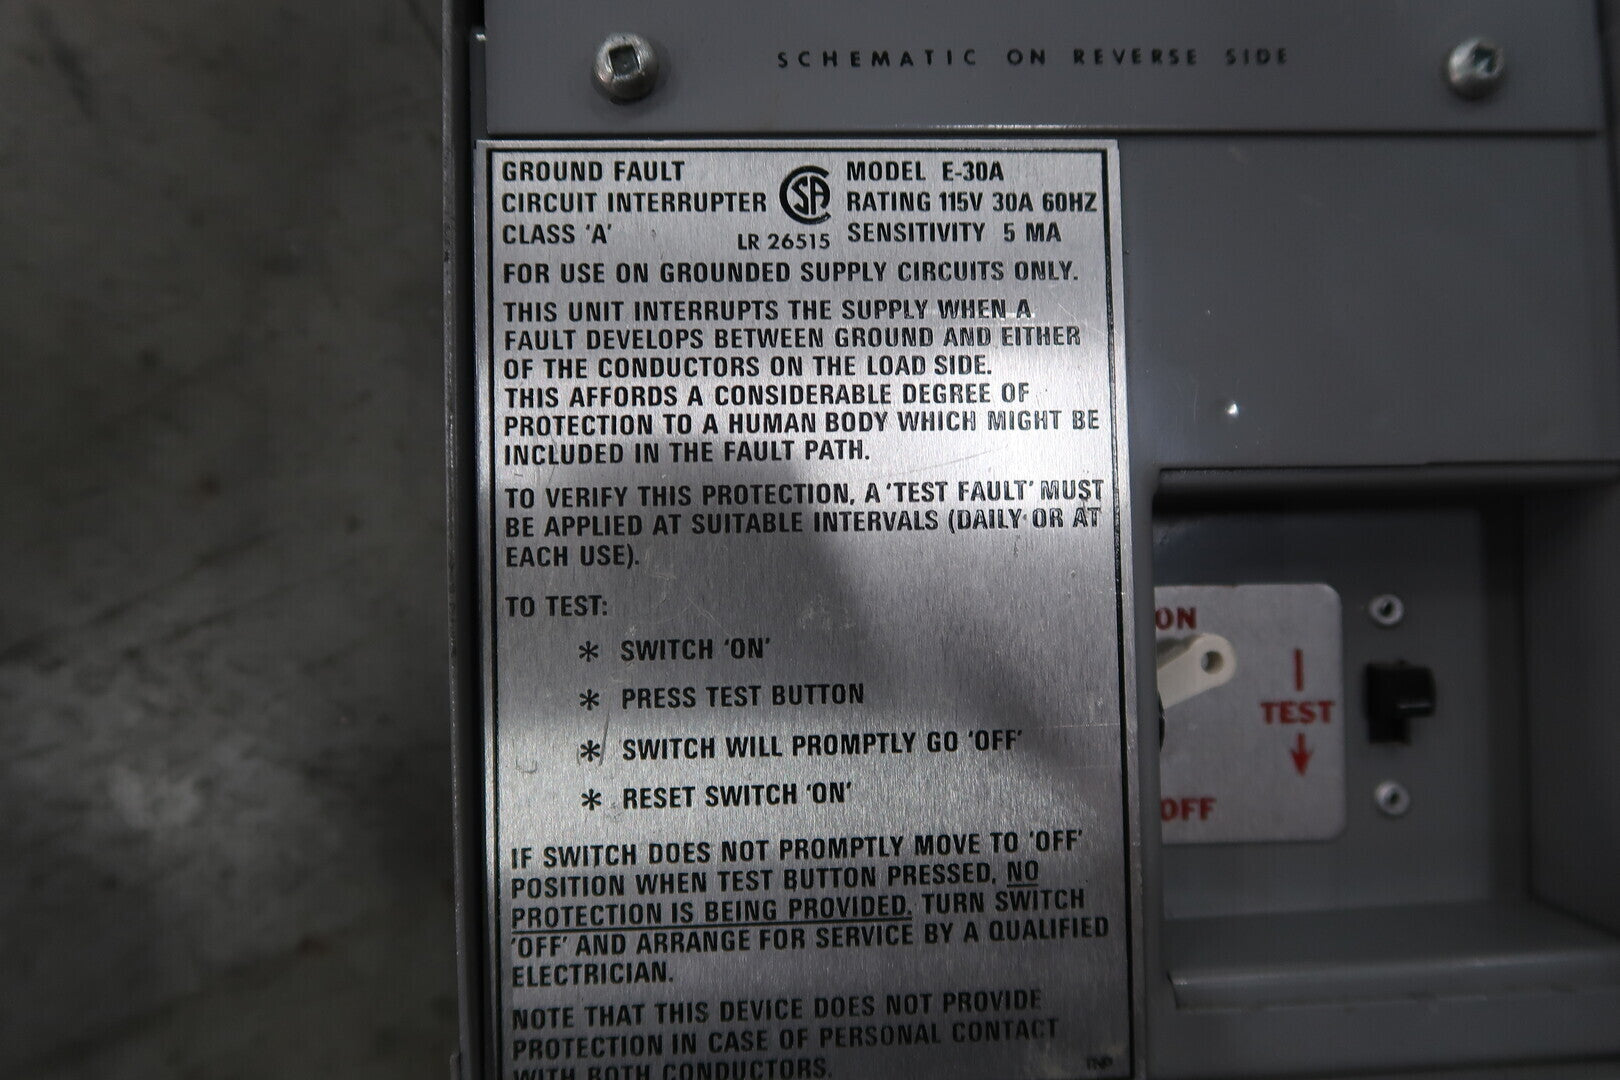 SCHEMATIC ON REVERSE SIDE
GROUND FAULT
CIRCUIT INTERRUPTER
CLASS 'A'
SA
LR 26515
MODEL E-30A
RATING 115V 30A 60HZ
SENSITIVITY 5 MA
FOR USE ON GROUNDED SUPPLY CIRCUITS ONLY.
THIS UNIT INTERRUPTS THE SUPPLY WHEN A
FAULT DEVELOPS BETWEEN GROUND AND EITHER
OF THE CONDUCTORS ON THE LOAD SIDE.
THIS AFFORDS A CONSIDERABLE DEGREE OF
PROTECTION TO A HUMAN BODY WHICH MIGHT BE
INCLUDED IN THE FAULT PATH.
TO VERIFY THIS PROTECTION, A 'TEST FAULT' MUST
BE APPLIED AT SUITABLE INTERVALS (DAILY OR AT
EACH USE).
TO TEST:
* SWITCH 'ON'
* PRESS TEST BUTTON
* SWITCH WILL PROMPTLY GO 'OFF'
* RESET SWITCH 'ON'
IF SWITCH DOES NOT PROMPTLY MOVE TO 'OFF'
POSITION WHEN TEST BUTTON PRESSED, NO
PROTECTION IS BEING PROVIDED. TURN SWITCH
'OFF' AND ARRANGE FOR SERVICE BY A QUALIFIED
ELECTRICIAN.
NOTE THAT THIS DEVICE DOES NOT PROVIDE
PROTECTION IN CASE OF PERSONAL CONTACT
WITH BOTH CONDUCTORS.
ON
TEST
OFF